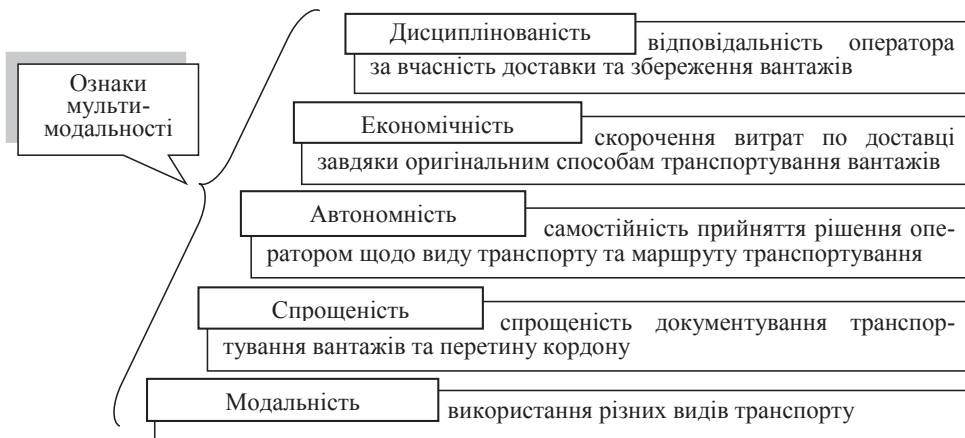 Ознаки
мульти-
модальності
Дисциплінованість
відповідальність оператора
за вчасність доставки та збереження вантажів
Економічність
скорочення витрат по доставці
завдяки оригінальним способам транспортування вантажів
Автономність
самостійність прийняття рішення опе-
ратором щодо виду транспорту та маршруту транспортування
Спрощеність
спрощеність документування транспор-
тування вантажів та перетину кордону
Модальність
використання різних видів транспорту